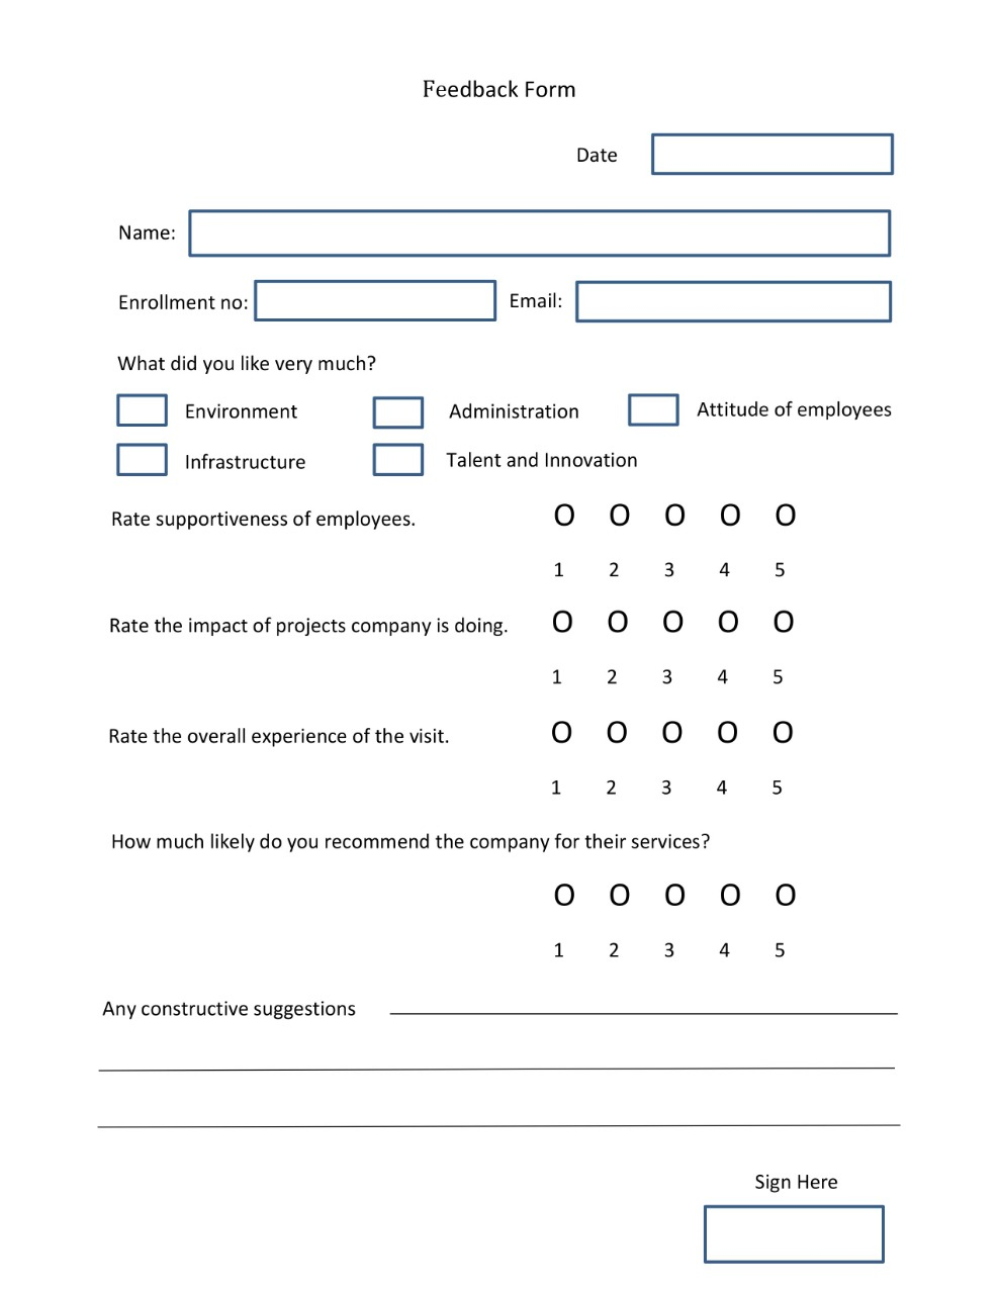 Feedback Form
Date
Name:
Enrollment no: Email:
What did you like very much?
Environment Administration Attitude of employees
Infrastructure Talent and Innovation
Rate supportiveness of employees. O O O O O
1 2 3 4 5
Rate the impact of projects company is doing. O O O O O
1 2 3 4 5
Rate the overall experience of the visit. O O O O O
1 2 3 4 5
How much likely do you recommend the company for their services?
O O O O O
1 2 3 4 5
Any constructive suggestions
Sign Here